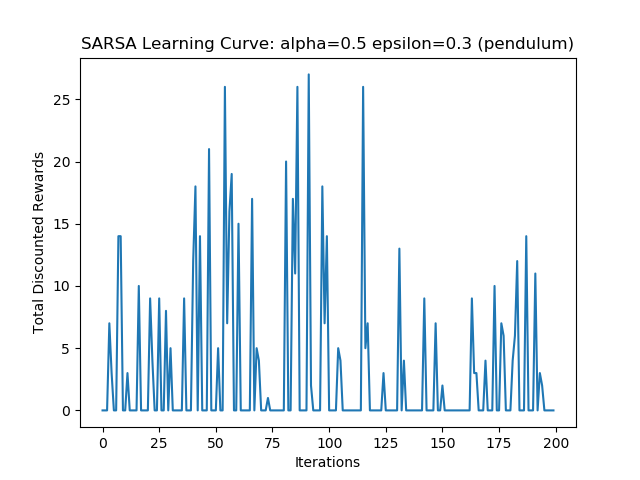 SARSA Learning Curve: alpha=0.5 epsilon=0.3 (pendulum)
Total Discounted Rewards
25
20
15
10
5
0
0 25 50 75 100 125 150 175 200
Iterations